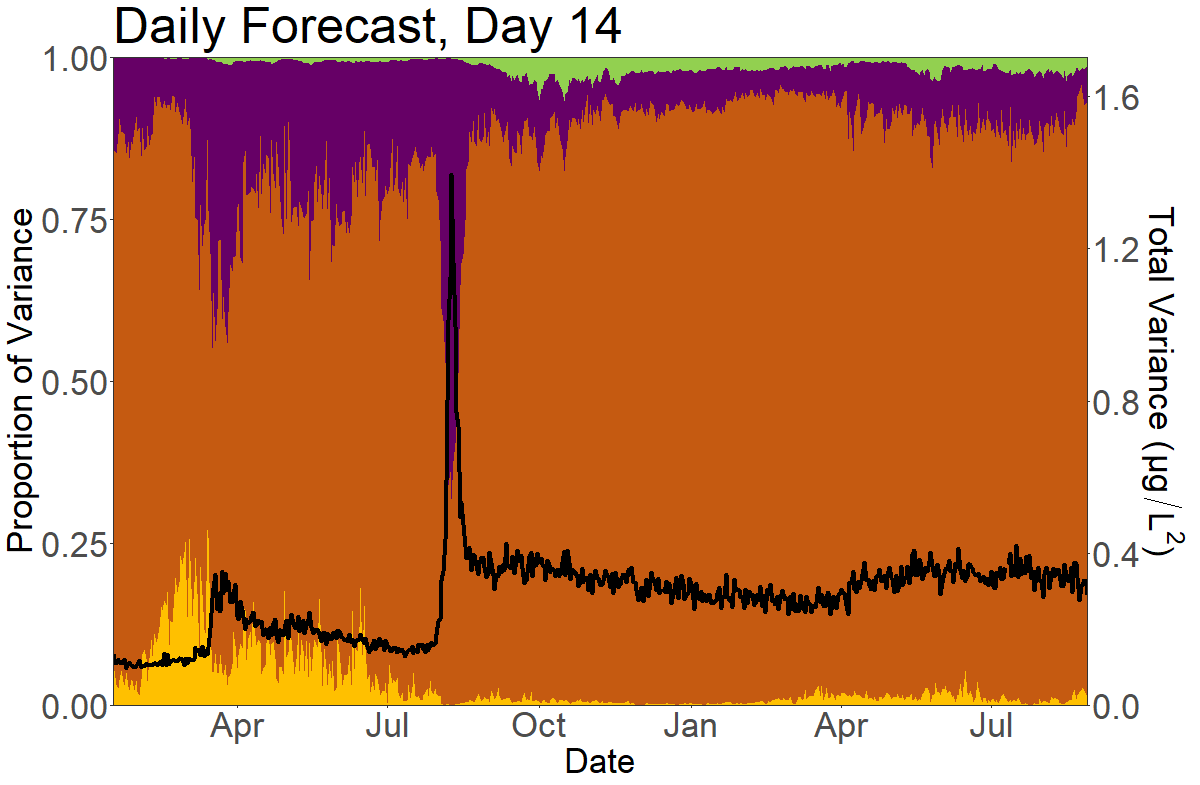 Daily Forecast, Day 14
Proportion of Variance
1.00
0.75
0.50
0.25
0.00
1.6
1.2
0.8
0.4
0.0
Total Variance (µg/L²)
Apr
Jul
Oct
Jan
Apr
Jul
Date